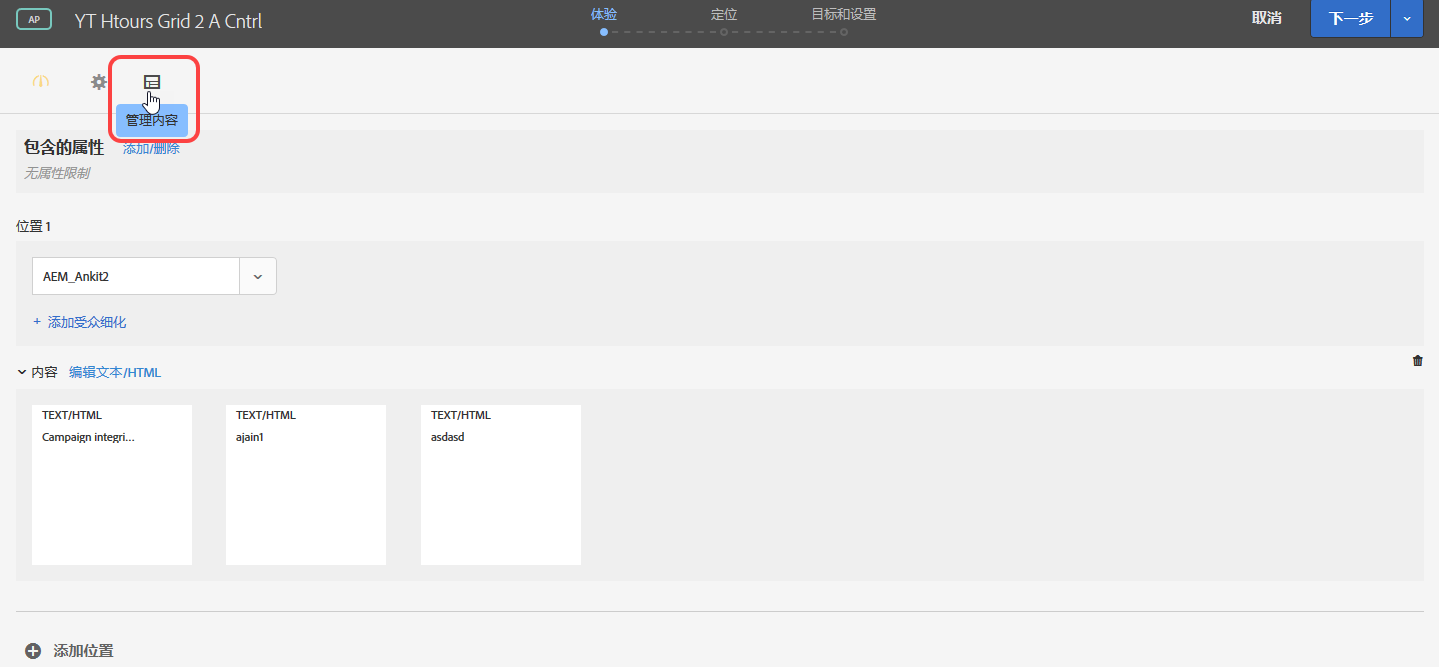 AP
YT Htours Grid 2 A Cntrl
体验
定位
目标和设置
取消
下一步
管理内容
包含的属性
添加/删除
无属性限制
位置 1
AEM_Ankit2
+ 添加受众细化
内容
编辑文本/HTML
TEXT/HTML
Campaign integri...
TEXT/HTML
ajain1
TEXT/HTML
asdasd
添加位置